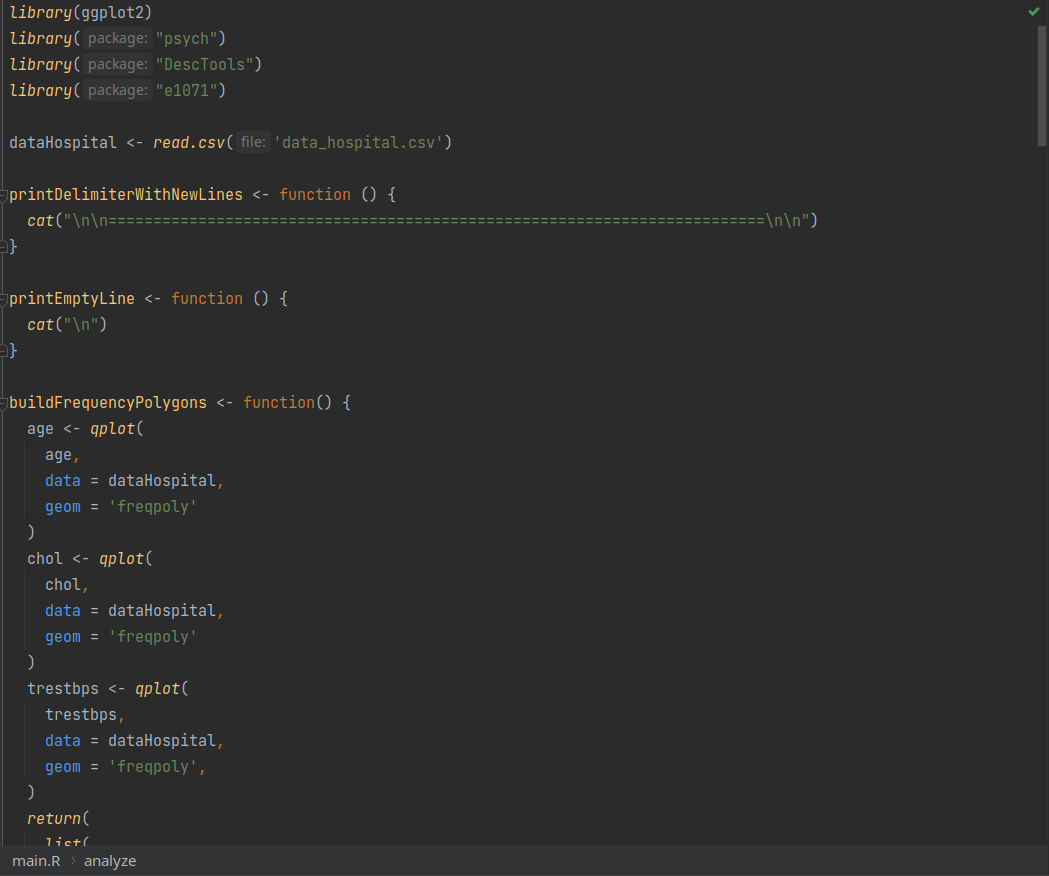 library(ggplot2)
library( package: "psych")
library( package: "DescTools")
library( package: "e1071")
dataHospital <- read.csv( file: 'data_hospital.csv')
printDelimiterWithNewLines <- function () {
cat("\n\n=========================================================================\n\n")
}
printEmptyLine <- function () {
cat("\n")
}
buildFrequencyPolygons <- function() {
age <- qplot(
age,
data = dataHospital,
geom = 'freqpoly'
)
chol <- qplot(
chol,
data = dataHospital,
geom = 'freqpoly'
)
trestbps <- qplot(
trestbps,
data = dataHospital,
geom = 'freqpoly',
)
return(
list(
main.R › analyze